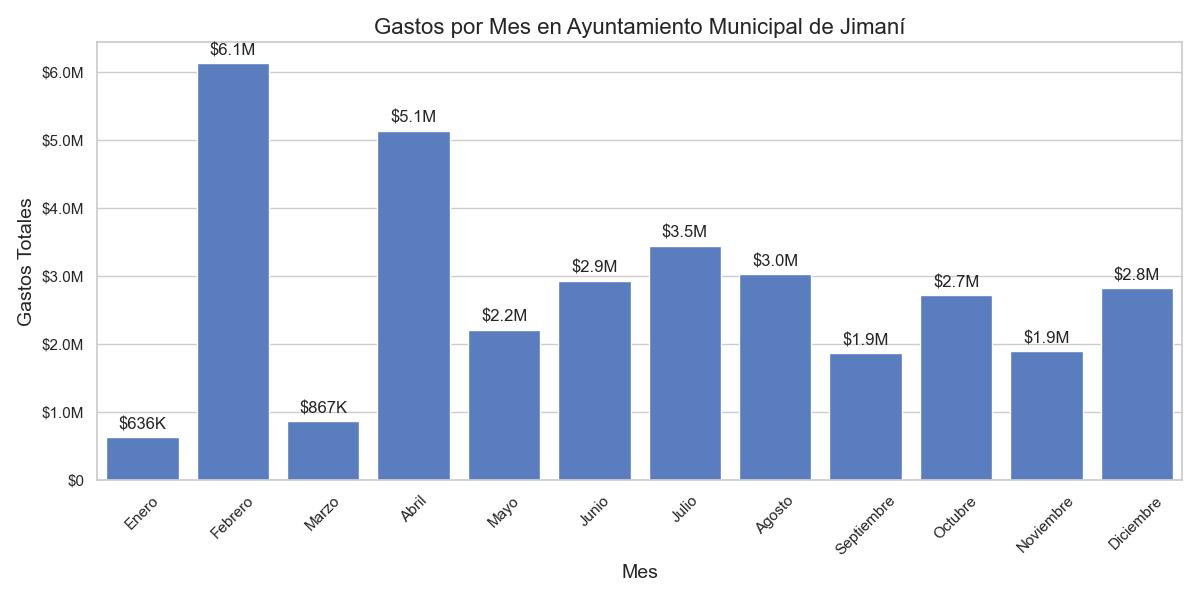 Gastos por Mes en Ayuntamiento Municipal de Jimaní
Gastos Totales
$6.0M
$5.0M
$4.0M
$3.0M
$2.0M
$1.0M
$0
$636K
$6.1M
$867K
$5.1M
$2.2M
$2.9M
$3.5M
$3.0M
$1.9M
$2.7M
$1.9M
$2.8M
Enero
Febrero
Marzo
Abril
Mayo
Junio
Julio
Agosto
Septiembre
Octubre
Noviembre
Diciembre
Mes